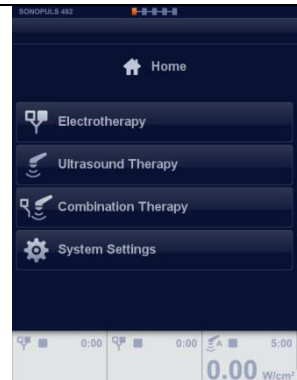 SONOPULS 492
Home
Electrotherapy
Ultrasound Therapy
Combination Therapy
System Settings
0:00 0:00 A 5:00
0.00 W/cm²